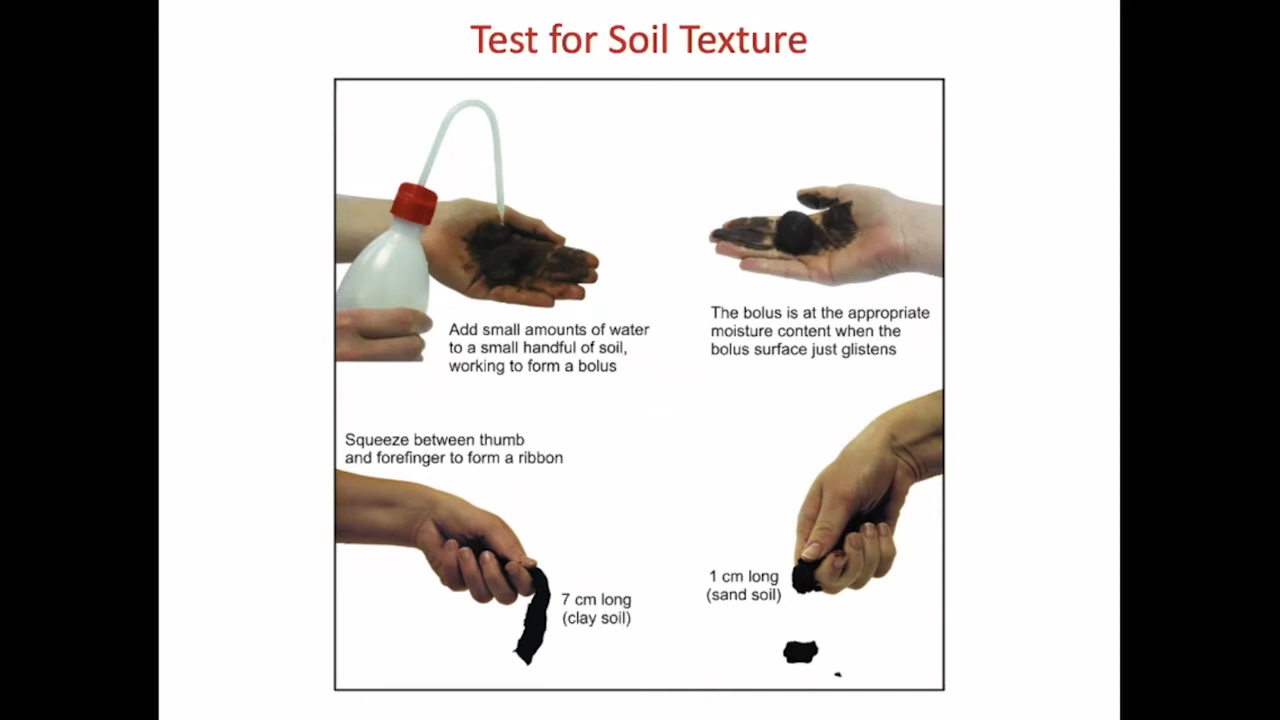 Test for Soil Texture
Add small amounts of water
to a small handful of soil,
working to form a bolus
The bolus is at the appropriate
moisture content when the
bolus surface just glistens
Squeeze between thumb
and forefinger to form a ribbon
7 cm long
(clay soil)
1 cm long
(sand soil)